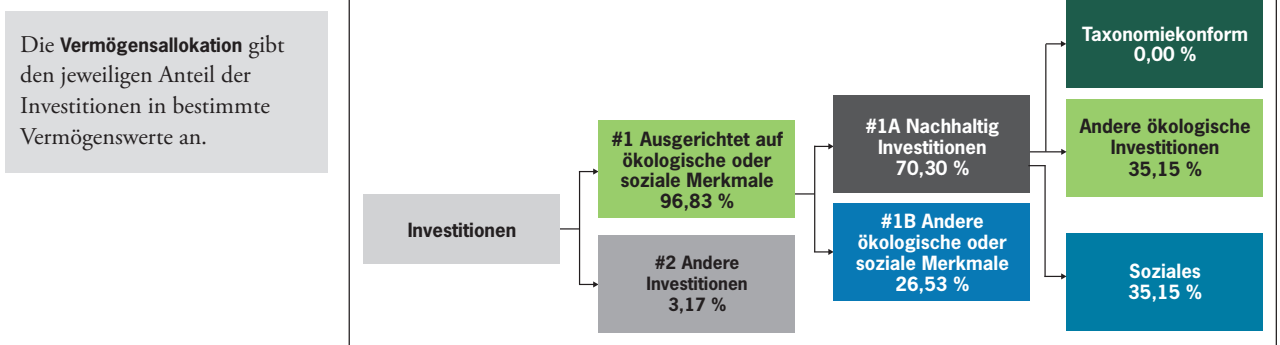 Die Vermögensallokation gibt
den jeweiligen Anteil der
Investitionen in bestimmte
Vermögenswerte an.
Investitionen
#1 Ausgerichtet auf
ökologische oder
soziale Merkmale
96,83 %
#2 Andere
Investitionen
3,17 %
#1A Nachhaltig
Investitionen
70,30 %
#1B Andere
ökologische oder
soziale Merkmale
26,53 %
Taxonomiekonform
0,00 %
Andere ökologische
Investitionen
35,15 %
Soziales
35,15 %